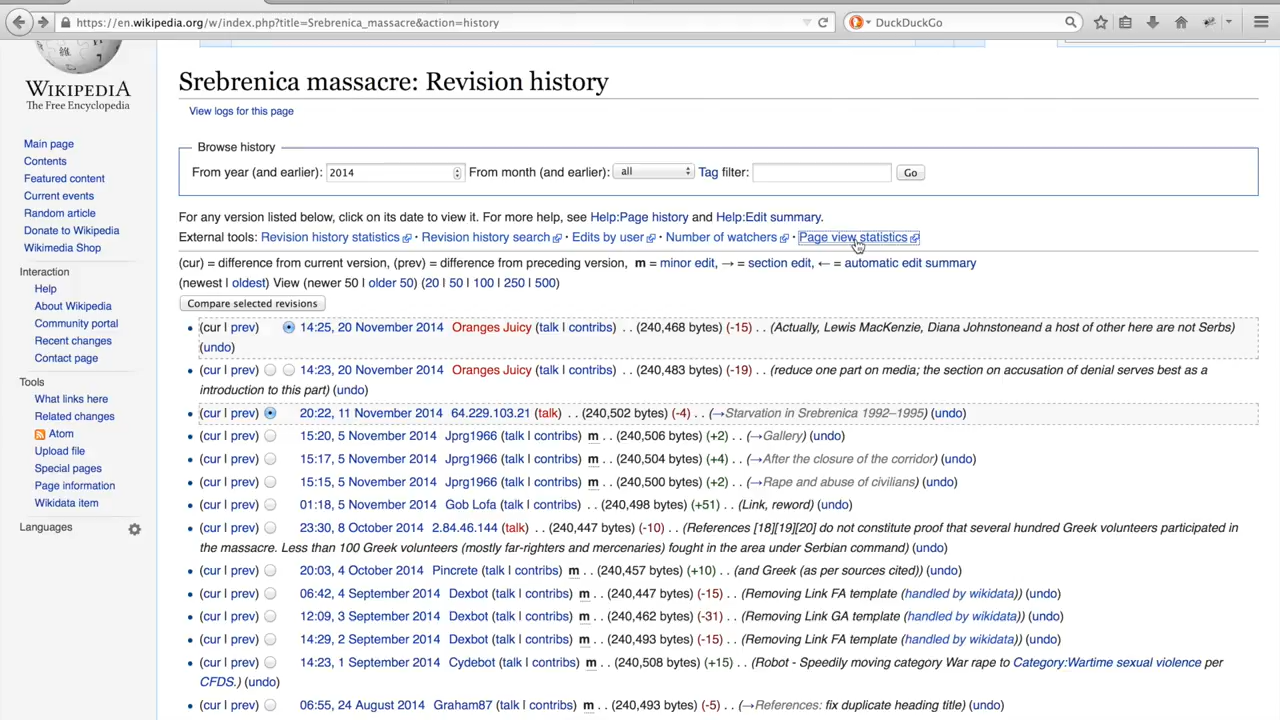 https://en.wikipedia.org/w/index.php?title=Srebrenica_massacre&action=history
DuckDuckGo
WIKIPEDIA
The Free Encyclopedia
Main page
Contents
Featured content
Current events
Random article
Donate to Wikipedia
Wikimedia Shop
Interaction
Help
About Wikipedia
Community portal
Recent changes
Contact page
Tools
What links here
Related changes
Atom
Upload file
Special pages
Page information
Wikidata item
Languages
Srebrenica massacre: Revision history
View logs for this page
Browse history
From year (and earlier): 2014 From month (and earlier): all Tag filter: Go
For any version listed below, click on its date to view it. For more help, see Help:Page history and Help:Edit summary.
External tools: Revision history statistics · Revision history search · Edits by user · Number of watchers · Page view statistics
(cur) = difference from current version, (prev) = difference from preceding version, m = minor edit, → = section edit, ← = automatic edit summary
(newest | oldest) View (newer 50 | older 50) (20 | 50 | 100 | 250 | 500)
Compare selected revisions
(cur | prev) 14:25, 20 November 2014 Oranges Juicy (talk | contribs) . . (240,468 bytes) (-15) . . (Actually, Lewis MacKenzie, Diana Johnstoneand a host of other here are not Serbs)
(undo)
(cur | prev) 14:23, 20 November 2014 Oranges Juicy (talk | contribs) . . (240,483 bytes) (-19) . . (reduce one part on media; the section on accusation of denial serves best as a
introduction to this part) (undo)
(cur | prev) 20:22, 11 November 2014 64.229.103.21 (talk) . . (240,502 bytes) (-4) . . (→Starvation in Srebrenica 1992–1995) (undo)
(cur | prev) 15:20, 5 November 2014 Jprg1966 (talk | contribs) m . . (240,506 bytes) (+2) . . (→Gallery) (undo)
(cur | prev) 15:17, 5 November 2014 Jprg1966 (talk | contribs) m . . (240,504 bytes) (+4) . . (→After the closure of the corridor) (undo)
(cur | prev) 15:15, 5 November 2014 Jprg1966 (talk | contribs) m . . (240,500 bytes) (+2) . . (→Rape and abuse of civilians) (undo)
(cur | prev) 01:18, 5 November 2014 Gob Lofa (talk | contribs) . . (240,498 bytes) (+51) . . (Link, reword) (undo)
(cur | prev) 23:30, 8 October 2014 2.84.46.144 (talk) . . (240,447 bytes) (-10) . . (References [18][19][20] do not constitute proof that several hundred Greek volunteers participated in
the massacre. Less than 100 Greek volunteers (mostly far-righters and mercenaries) fought in the area under Serbian command) (undo)
(cur | prev) 20:03, 4 October 2014 Pincrete (talk | contribs) m . . (240,457 bytes) (+10) . . (and Greek (as per sources cited)) (undo)
(cur | prev) 06:42, 4 September 2014 Dexbot (talk | contribs) m . . (240,447 bytes) (-15) . . (Removing Link FA template (handled by wikidata)) (undo)
(cur | prev) 12:09, 3 September 2014 Dexbot (talk | contribs) m . . (240,462 bytes) (-31) . . (Removing Link GA template (handled by wikidata)) (undo)
(cur | prev) 14:29, 2 September 2014 Dexbot (talk | contribs) m . . (240,493 bytes) (-15) . . (Removing Link FA template (handled by wikidata)) (undo)
(cur | prev) 14:23, 1 September 2014 Cydebot (talk | contribs) m . . (240,508 bytes) (+15) . . (Robot - Speedily moving category War rape to Category:Wartime sexual violence per
CFDS.) (undo)
(cur | prev) 06:55, 24 August 2014 Graham87 (talk | contribs) m . . (240,493 bytes) (-5) . . (→References: fix duplicate heading title) (undo)